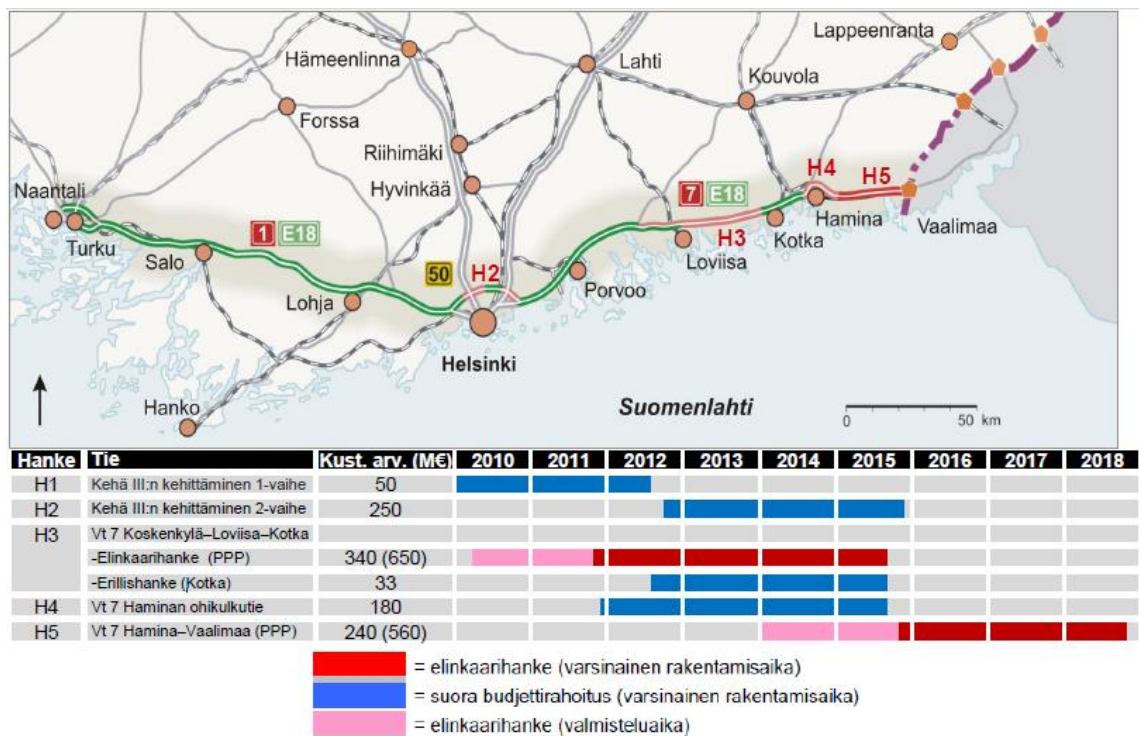 Lappeenranta
Hämeenlinna
Lahti
Kouvola
Forssa
Riihimäki
Hyvinkää
Naantali
H4
H5
7 E18
Hamina
Vaalimaa
1 E18
H3
Kotka
Turku
Salo
50
H2
Loviisa
Lohja
Porvoo
Helsinki
Hanko
Suomenlahti
0 50 km
Hanke Tie Kust. arv. (M€) 2010 2011 2012 2013 2014 2015 2016 2017 2018
H1 Kehä III:n kehittäminen 1-vaihe 50
H2 Kehä III:n kehittäminen 2-vaihe 250
H3 Vt 7 Koskenkylä–Loviisa–Kotka
-Elinkaarihanke (PPP) 340 (650)
-Erillishanke (Kotka) 33
H4 Vt 7 Haminan ohikulkutie 180
H5 Vt 7 Hamina–Vaalimaa (PPP) 240 (560)
= elinkaarihanke (varsinainen rakentamisaika)
= suora budjettirahoitus (varsinainen rakentamisaika)
= elinkaarihanke (valmisteluaika)